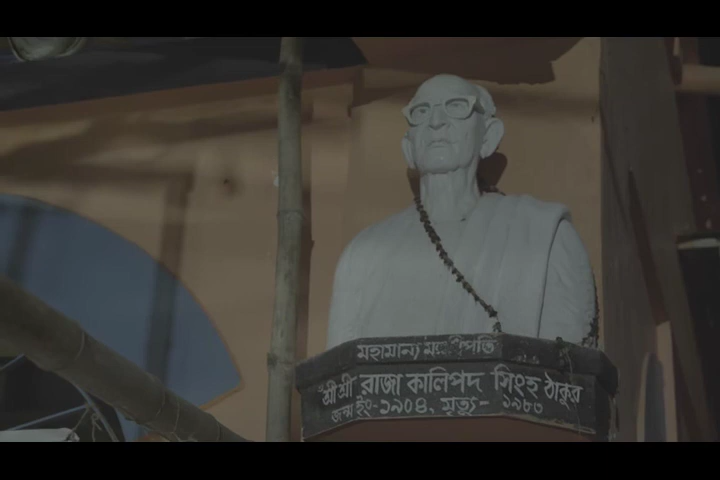 মহামান্য
শ্রীশ্রী রাজা কালিপদ সিংহ ঠাকুর
জন্ম ইং-১৯০৪, মৃত্যু - ১৯৮৩